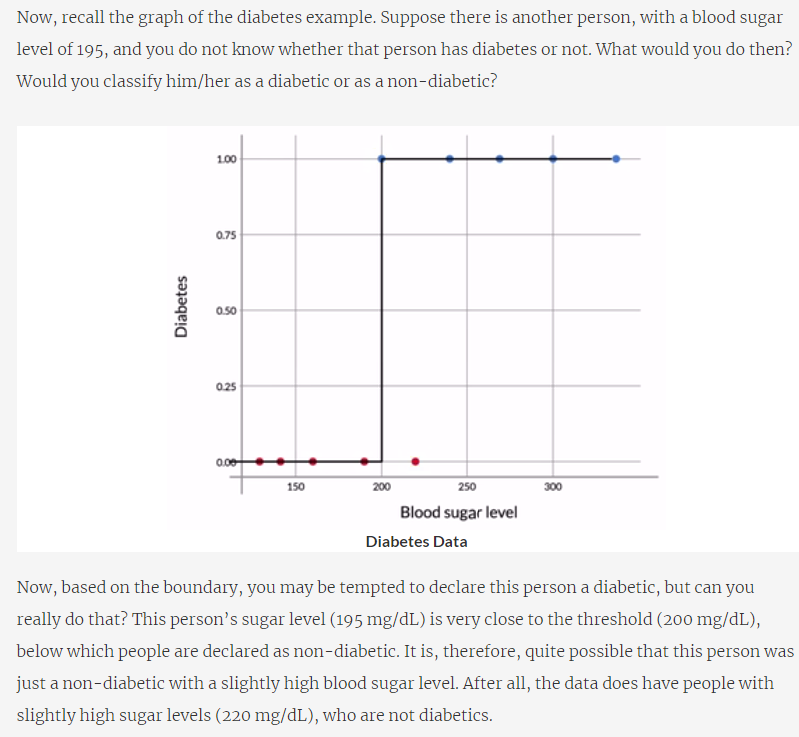 Now, recall the graph of the diabetes example. Suppose there is another person, with a blood sugar
level of 195, and you do not know whether that person has diabetes or not. What would you do then?
Would you classify him/her as a diabetic or as a non-diabetic?
1.00
0.75
Diabetes
0.50
0.25
0.00
150 200 250 300
Blood sugar level
Diabetes Data
Now, based on the boundary, you may be tempted to declare this person a diabetic, but can you
really do that? This person’s sugar level (195 mg/dL) is very close to the threshold (200 mg/dL),
below which people are declared as non-diabetic. It is, therefore, quite possible that this person was
just a non-diabetic with a slightly high blood sugar level. After all, the data does have people with
slightly high sugar levels (220 mg/dL), who are not diabetics.